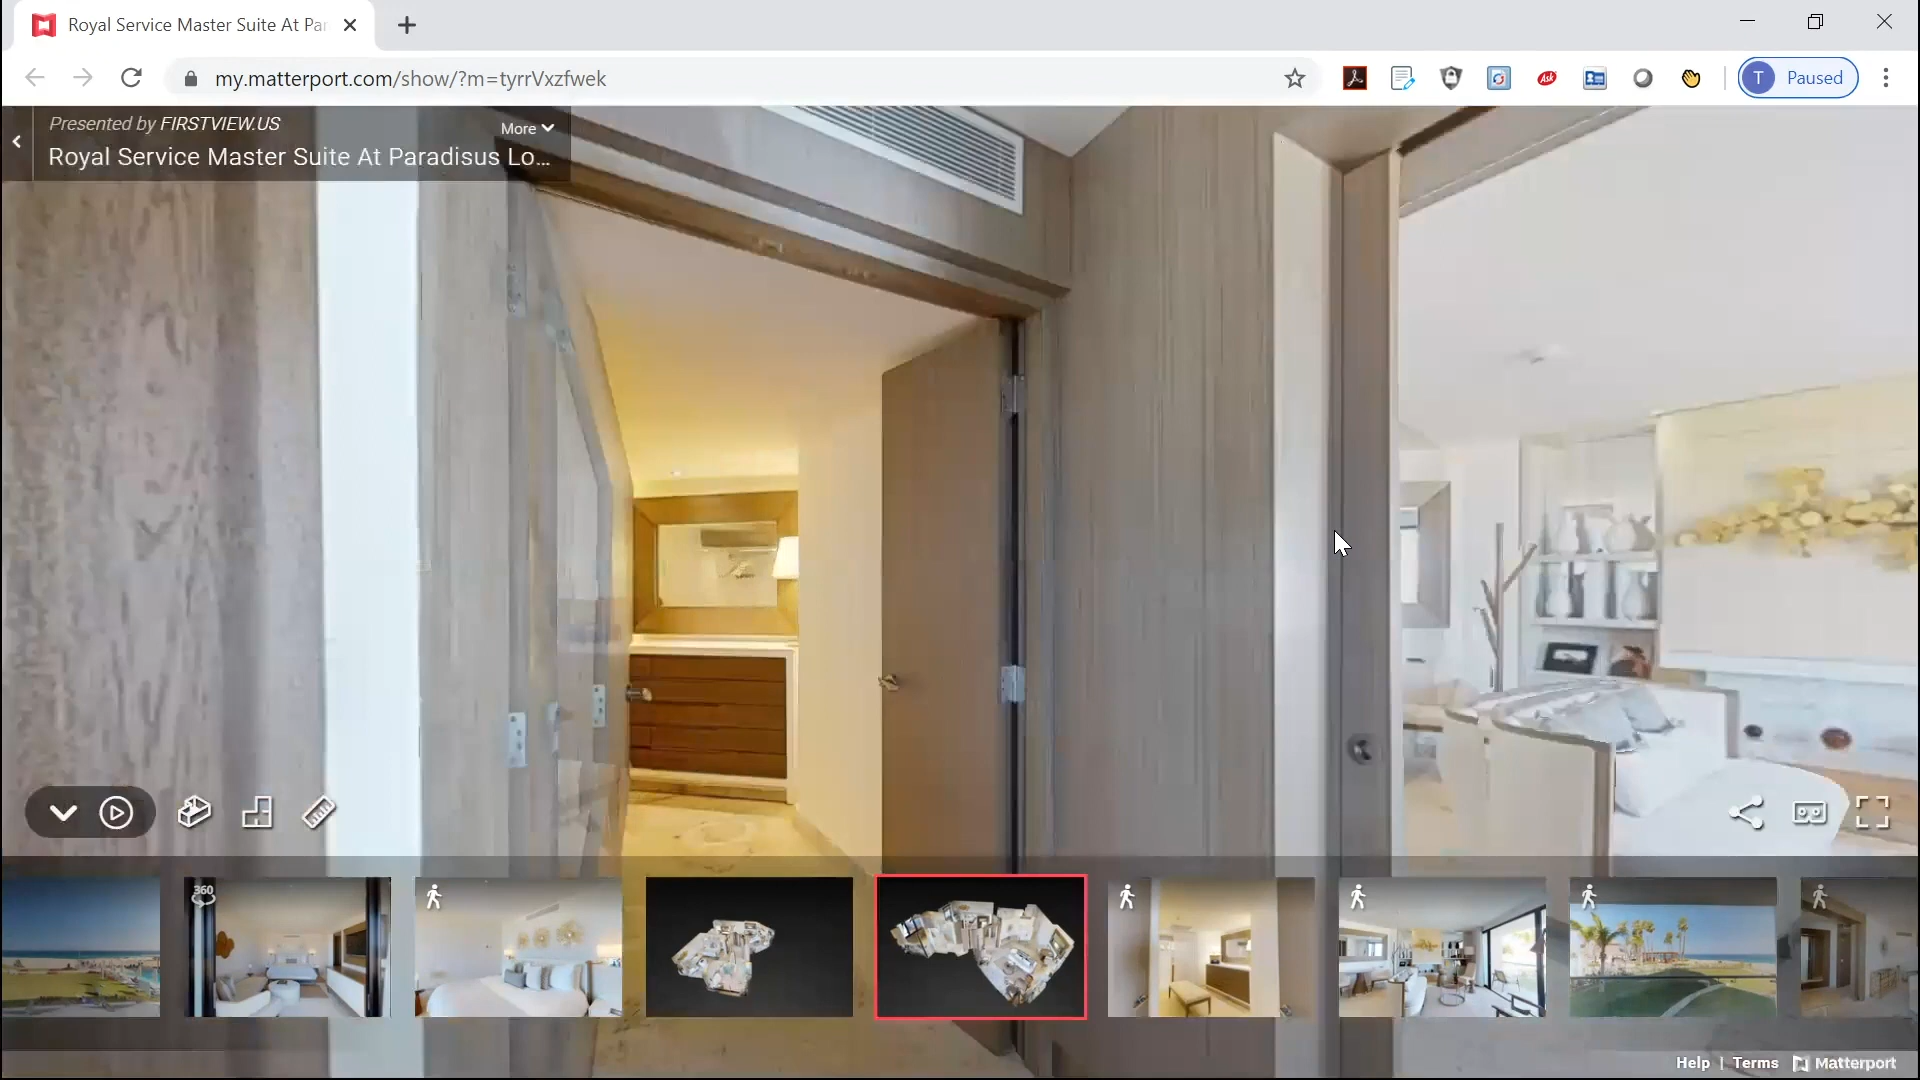 Royal Service Master Suite At Par
my.matterport.com/show/?m=tyrrVxzfwek
Ask
T Paused
Presented by FIRSTVIEW.US
More
Royal Service Master Suite At Paradisus Lo...
360
Help | Terms Matterport